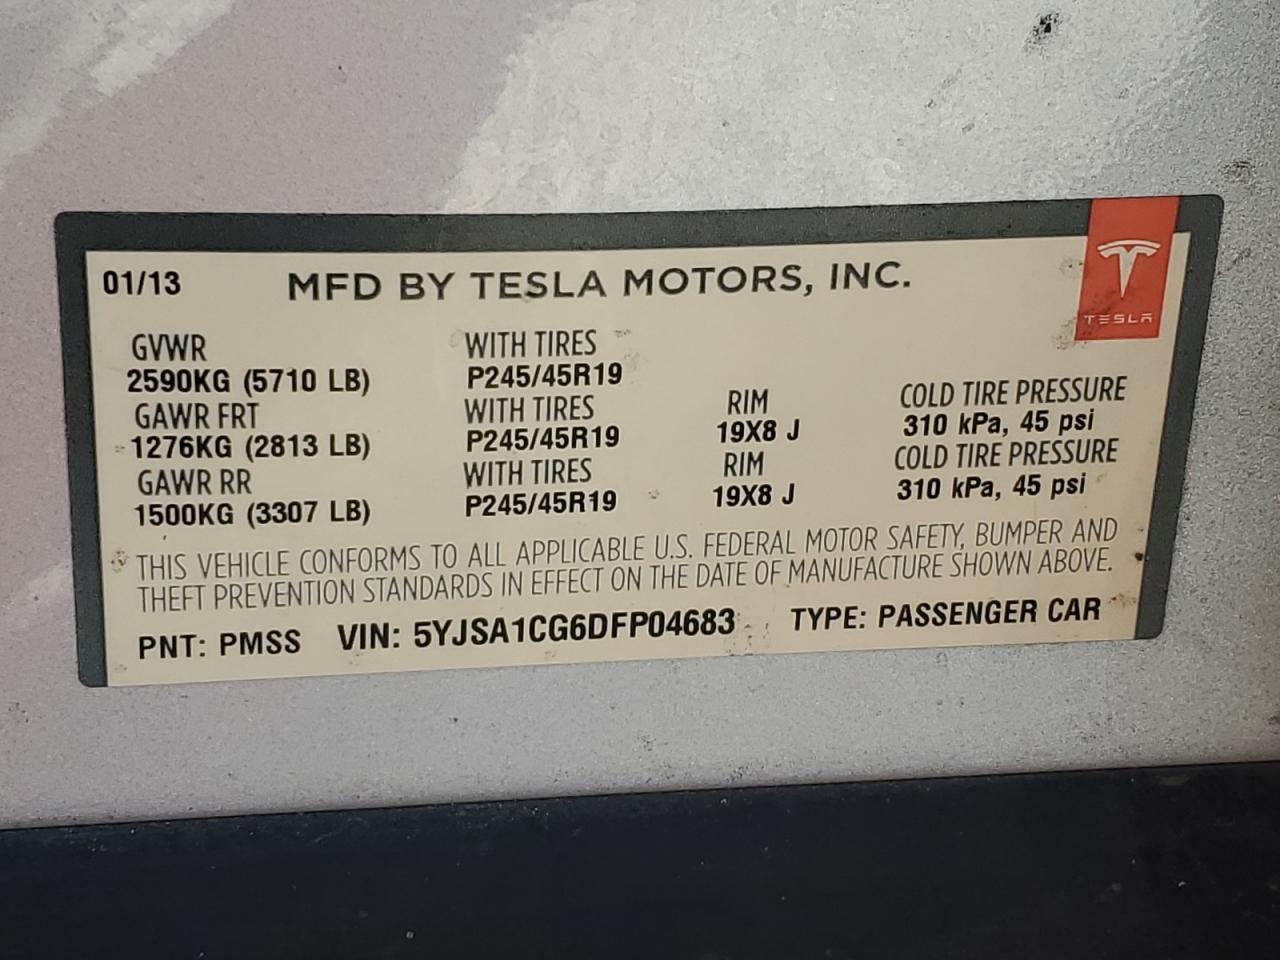 01/13 MFD BY TESLA MOTORS, INC.
TESLA
GVWR WITH TIRES
2590KG (5710 LB) P245/45R19
GAWR FRT WITH TIRES RIM COLD TIRE PRESSURE
1276KG (2813 LB) P245/45R19 19X8 J 310 kPa, 45 psi
GAWR RR WITH TIRES RIM COLD TIRE PRESSURE
1500KG (3307 LB) P245/45R19 19X8 J 310 kPa, 45 psi
THIS VEHICLE CONFORMS TO ALL APPLICABLE U.S. FEDERAL MOTOR SAFETY, BUMPER AND
THEFT PREVENTION STANDARDS IN EFFECT ON THE DATE OF MANUFACTURE SHOWN ABOVE.
PNT: PMSS VIN: 5YJSA1CG6DFP04683 TYPE: PASSENGER CAR